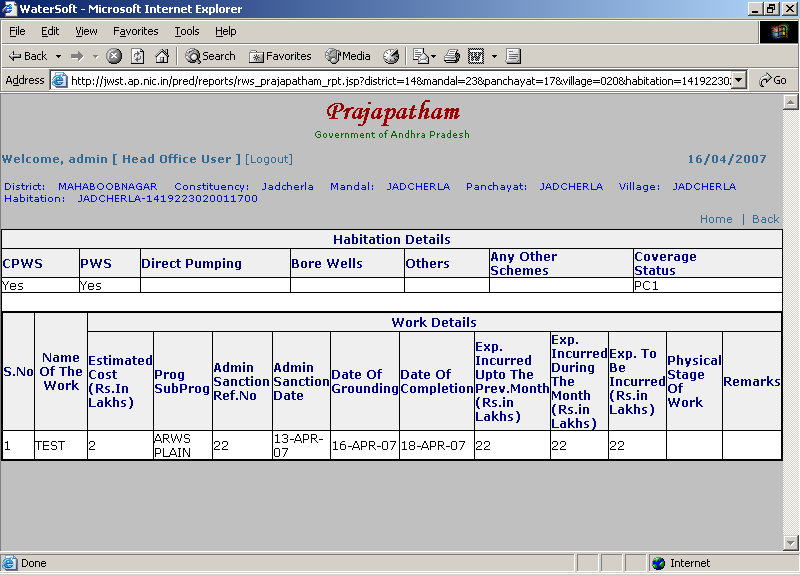 WaterSoft - Microsoft Internet Explorer
File Edit View Favorites Tools Help
Back Search Favorites Media
Address http://jwst.ap.nic.in/pred/reports/rws_prajapatham_rpt.jsp?district=14&mandal=23&panchayat=17&village=020&habitation=141922302 Go
Prajapatham
Government of Andhra Pradesh
Welcome, admin [ Head Office User ] [Logout] 16/04/2007
District: MAHABOOBNAGAR Constituency: Jadcherla Mandal: JADCHERLA Panchayat: JADCHERLA Village: JADCHERLA
Habitation: JADCHERLA-1419223020011700
Home | Back
Habitation Details
CPWS PWS Direct Pumping Bore Wells Others Any Other Schemes Coverage Status
Yes Yes PC1
Work Details
S.No Name Of The Work Estimated Cost (Rs.In Lakhs) Prog SubProg Admin Sanction Ref.No Admin Sanction Date Date Of Grounding Date Of Completion Exp. Incurred Upto The Prev.Month (Rs.in Lakhs) Exp. Incurred During The Month (Rs.in Lakhs) Exp. To Be Incurred (Rs.in Lakhs) Physical Stage Of Work Remarks
1 TEST 2 ARWS PLAIN 22 13-APR-07 16-APR-07 18-APR-07 22 22 22
Done Internet